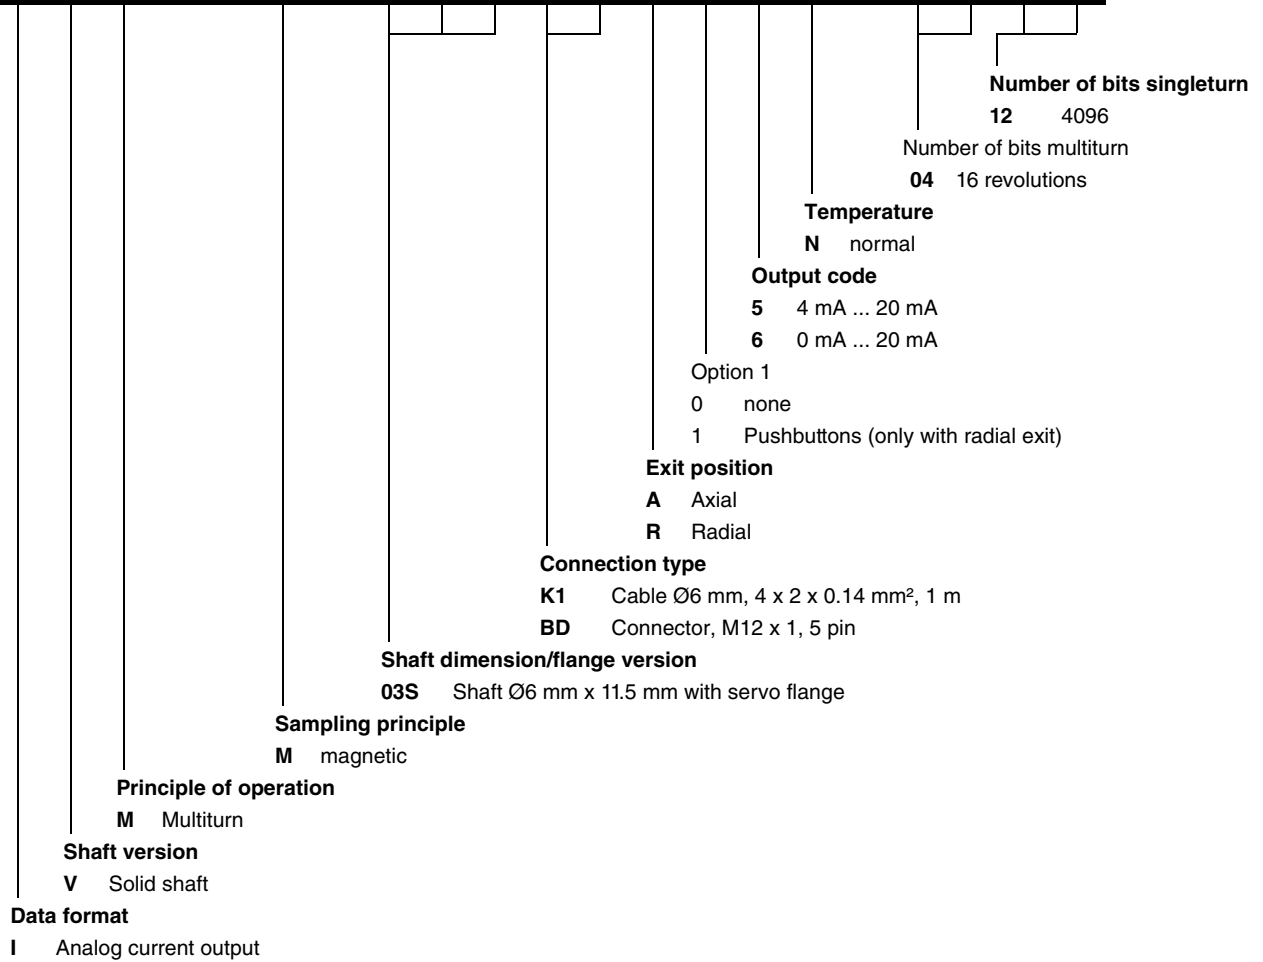 Number of bits singleturn
12 4096
Number of bits multiturn
04 16 revolutions
Temperature
N normal
Output code
5 4 mA ... 20 mA
6 0 mA ... 20 mA
Option 1
0 none
1 Pushbuttons (only with radial exit)
Exit position
A Axial
R Radial
Connection type
K1 Cable Ø6 mm, 4 x 2 x 0.14 mm², 1 m
BD Connector, M12 x 1, 5 pin
Shaft dimension/flange version
03S Shaft Ø6 mm x 11.5 mm with servo flange
Sampling principle
M magnetic
Principle of operation
M Multiturn
Shaft version
V Solid shaft
Data format
I Analog current output